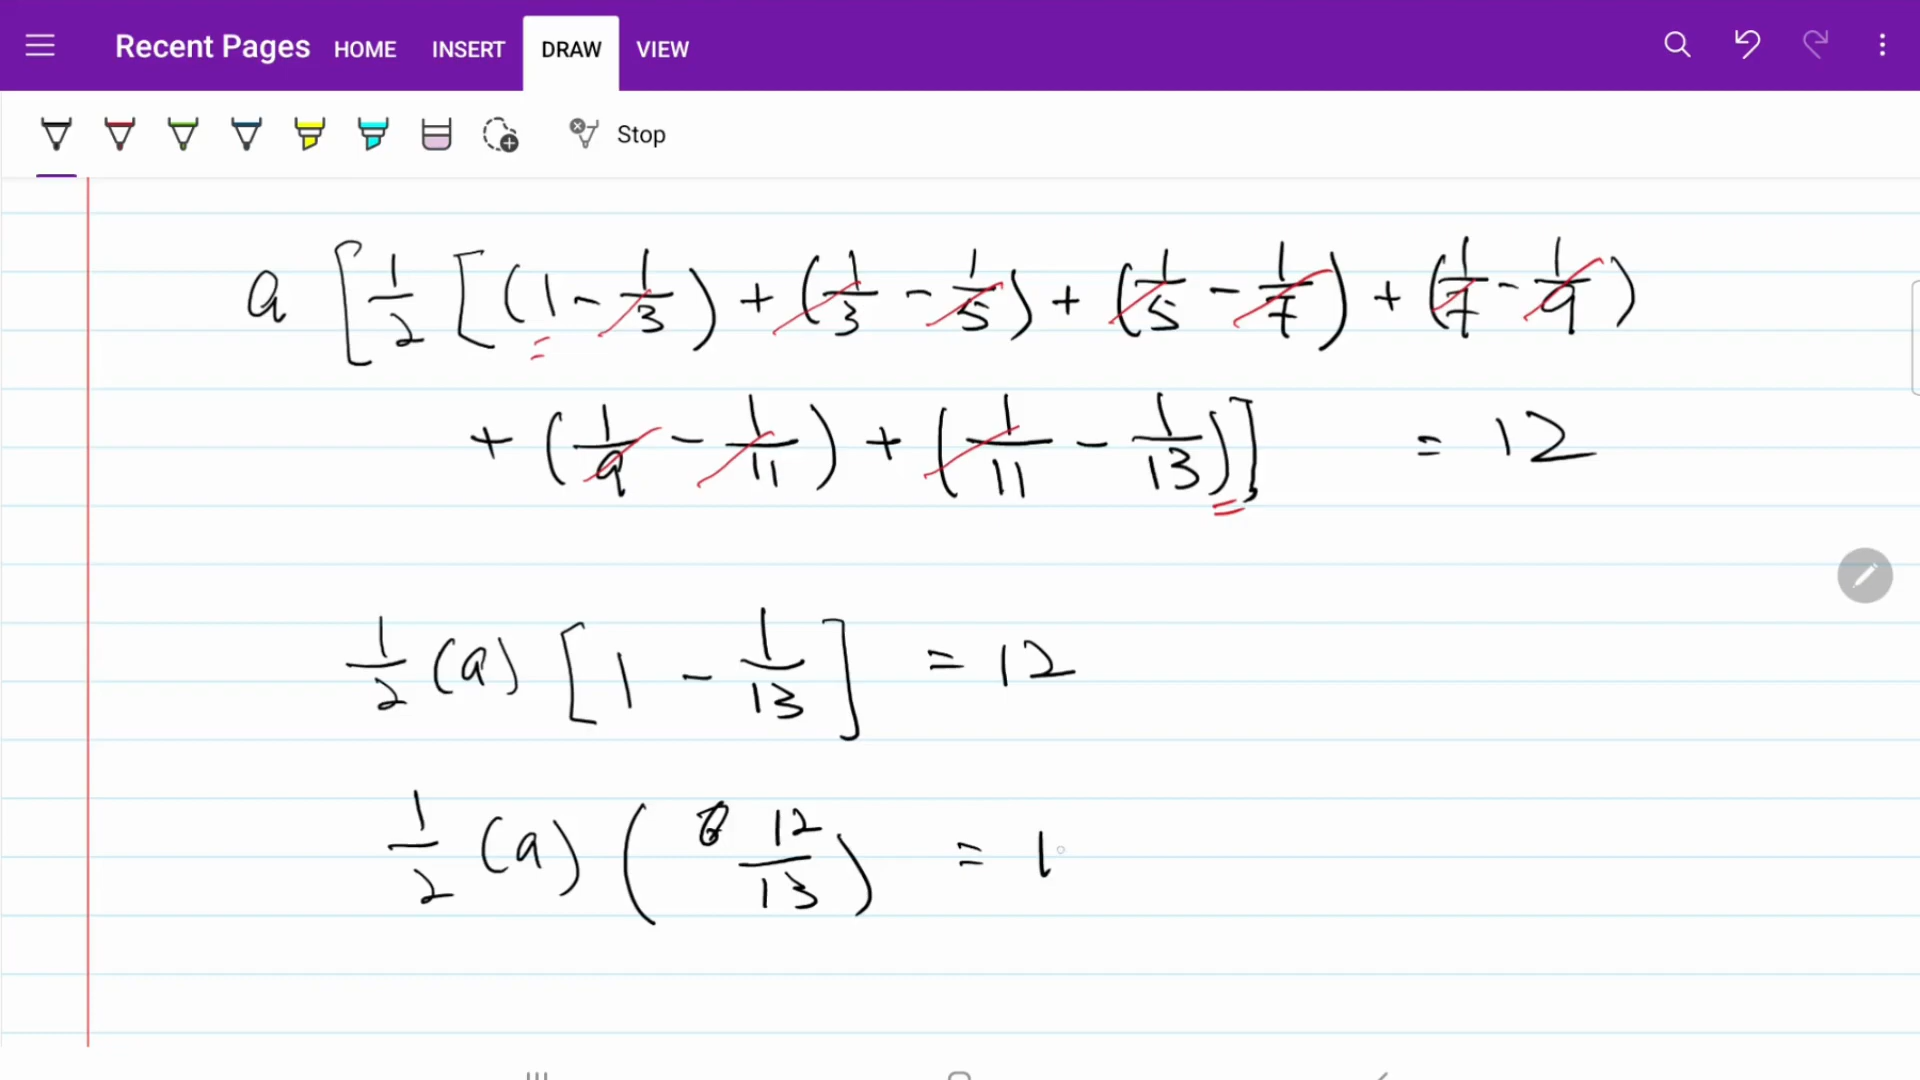 Recent Pages HOME INSERT DRAW VIEW
Stop
a [1/2 [(1 - 1/3) + (1/3 - 1/5) + (1/5 - 1/7) + (1/7 - 1/9)
+ (1/9 - 1/11) + (1/11 - 1/13)] = 12
1/2 (a) [1 - 1/13] = 12
1/2 (a) (12/13) = 1